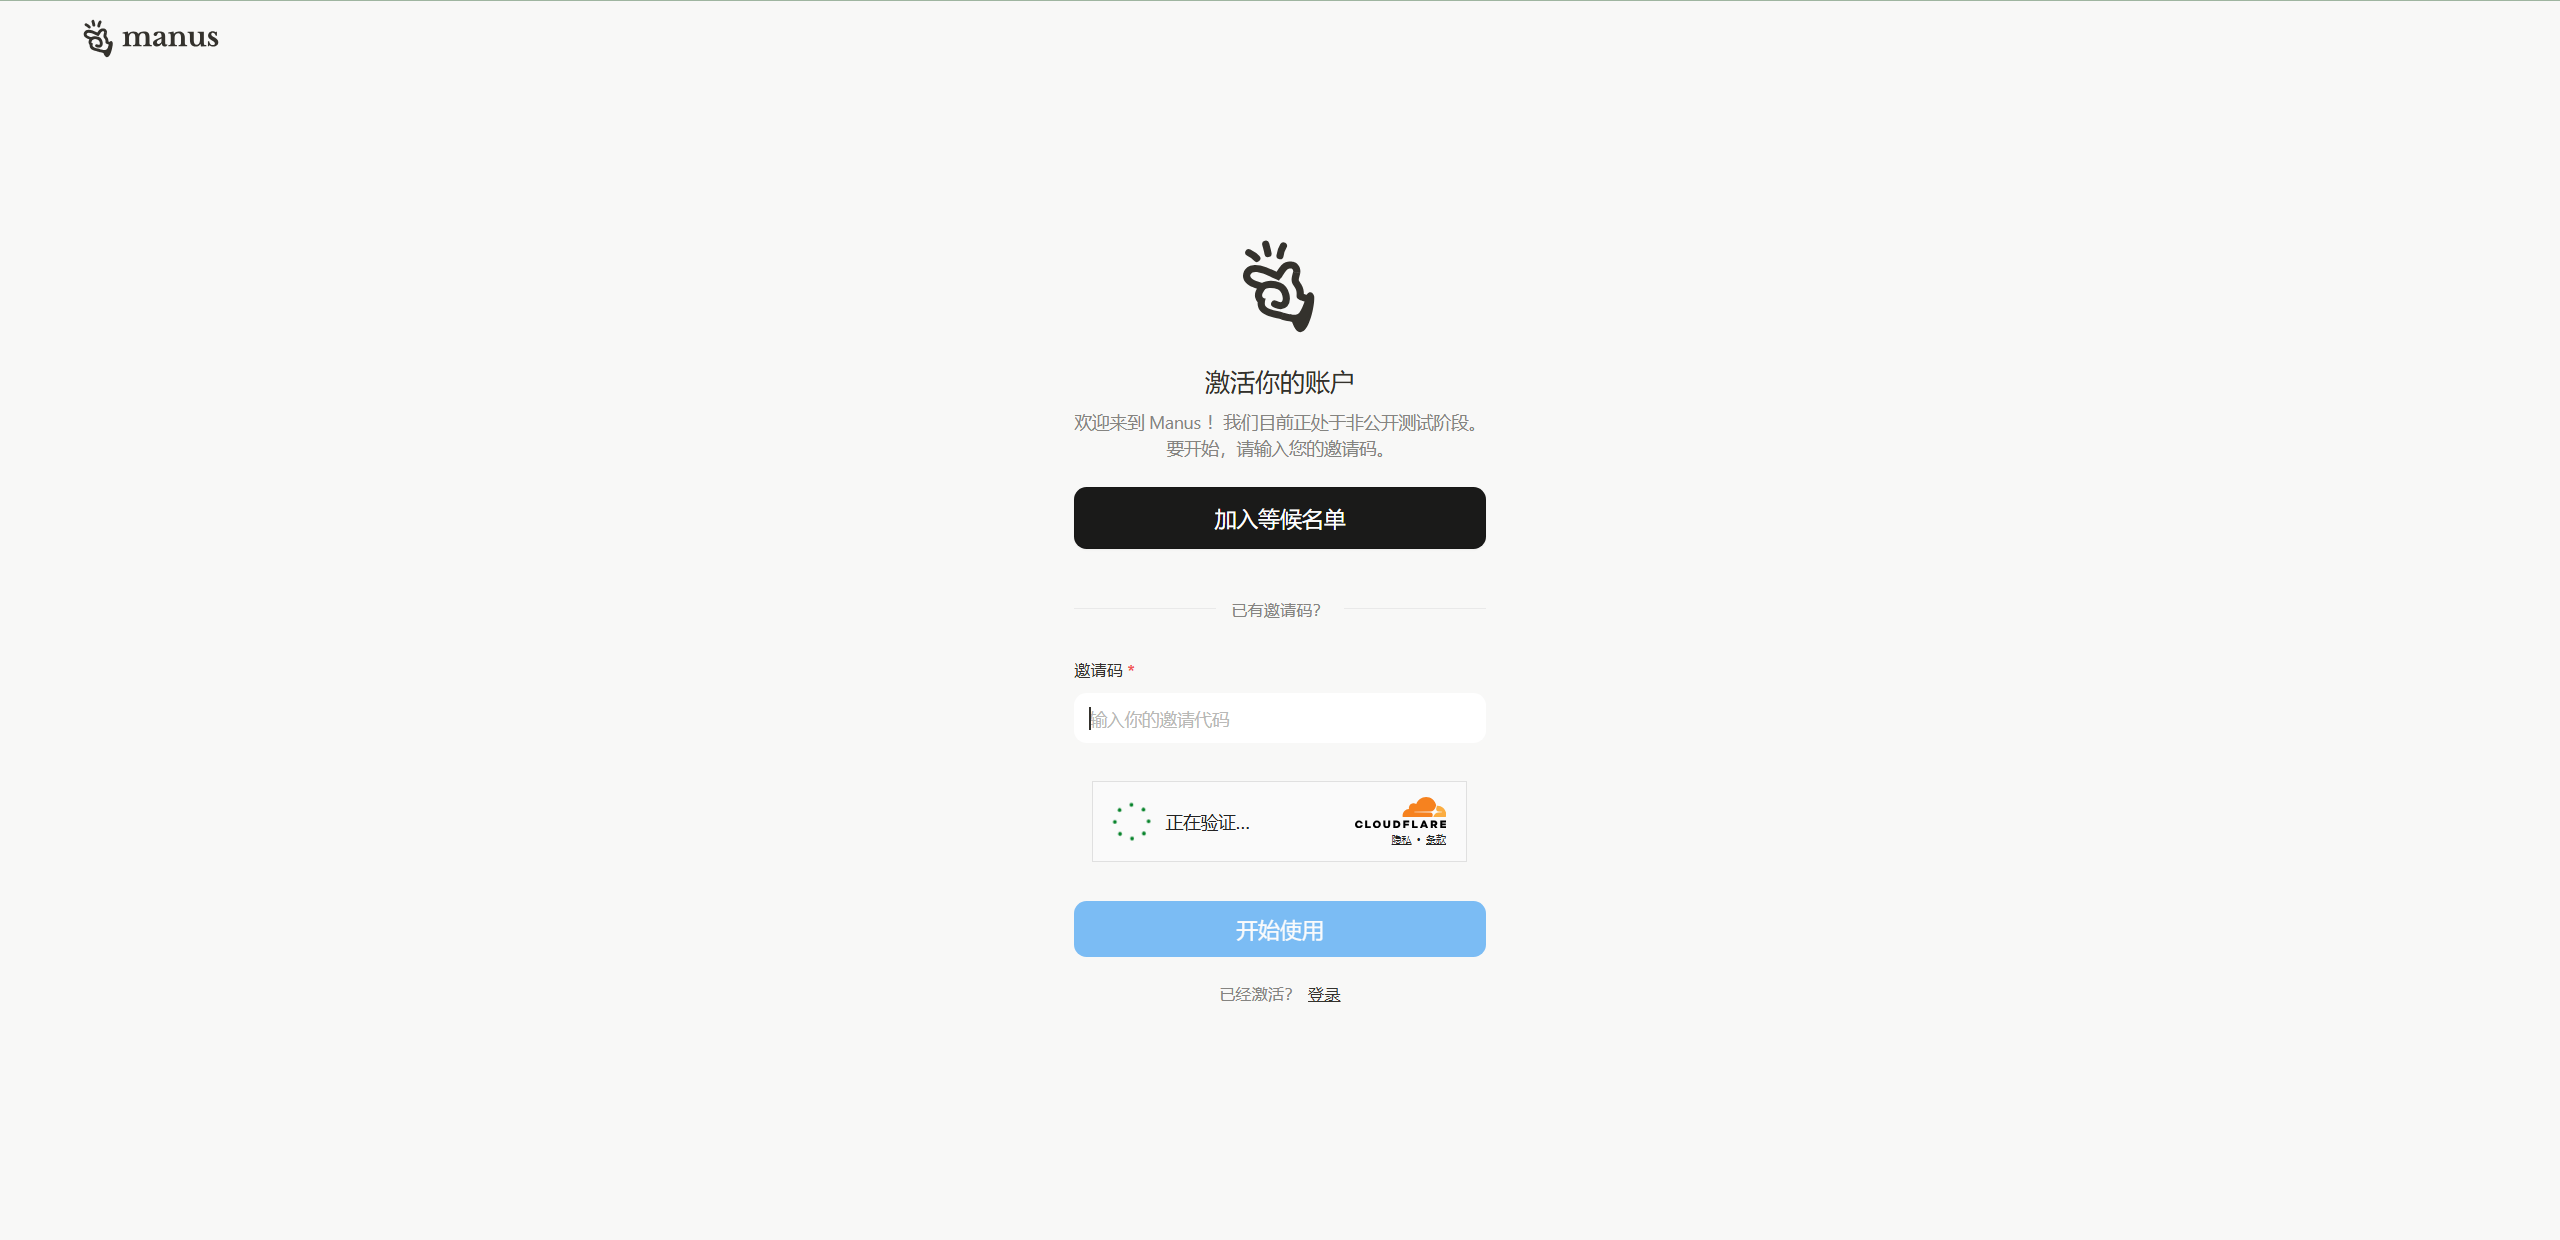 manus
激活你的账户
欢迎来到 Manus！我们目前正处于非公开测试阶段。
要开始，请输入您的邀请码。
加入等候名单
已有邀请码？
邀请码 *
输入你的邀请代码
正在验证...
CLOUDFLARE
隐私 • 条款
开始使用
已经激活？ 登录